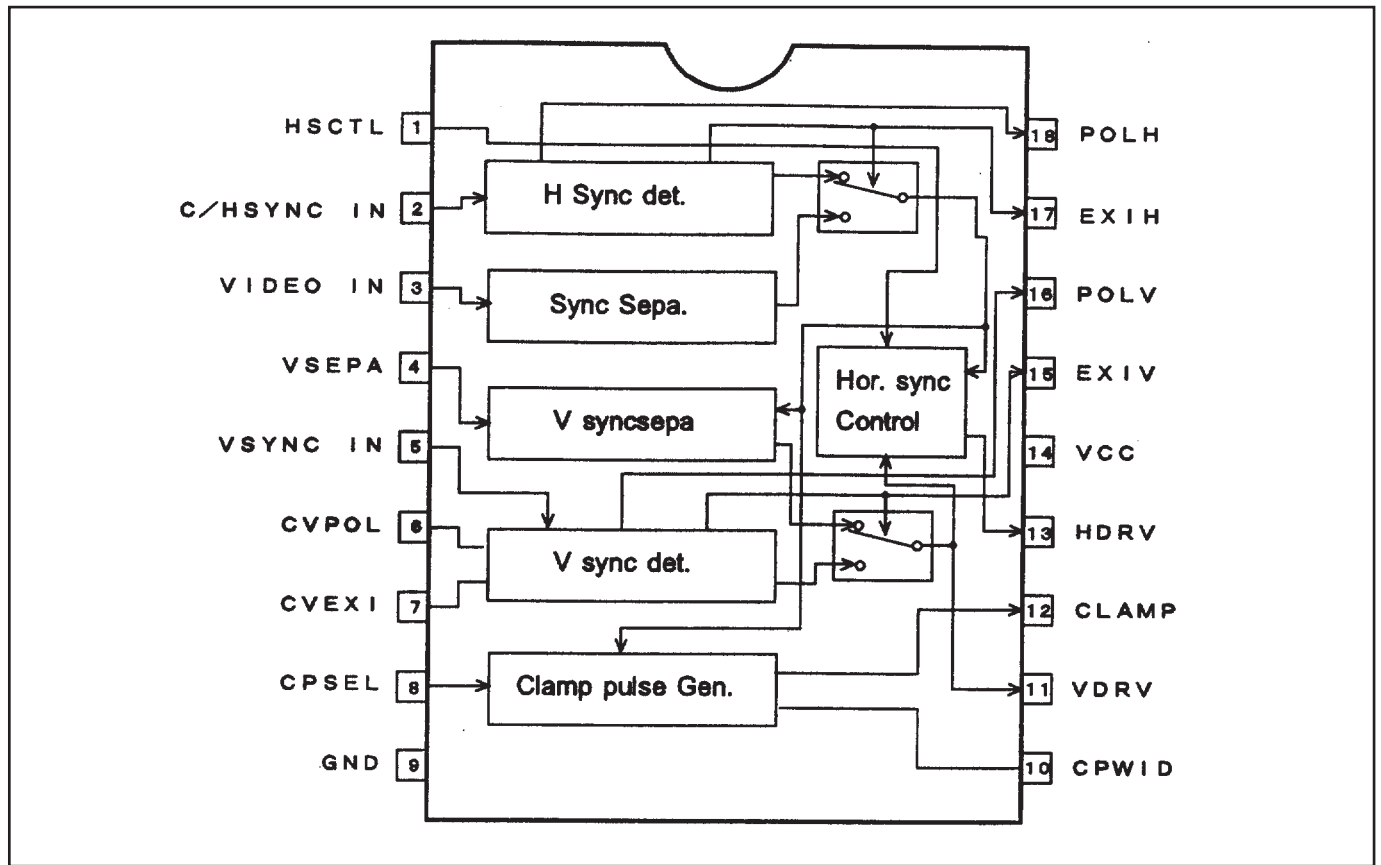 HSCTL 1
C/HSYNC IN 2
VIDEO IN 3
VSEPA 4
VSYNC IN 5
CVPOL 6
CVEXI 7
CPSEL 8
GND 9
H Sync det.
Sync Sepa.
V syncsepa
V sync det.
Clamp pulse Gen.
Hor. sync
Control
18 POLH
17 EXIH
16 POLV
15 EXIV
14 VCC
13 HDRV
12 CLAMP
11 VDRV
10 CPWID